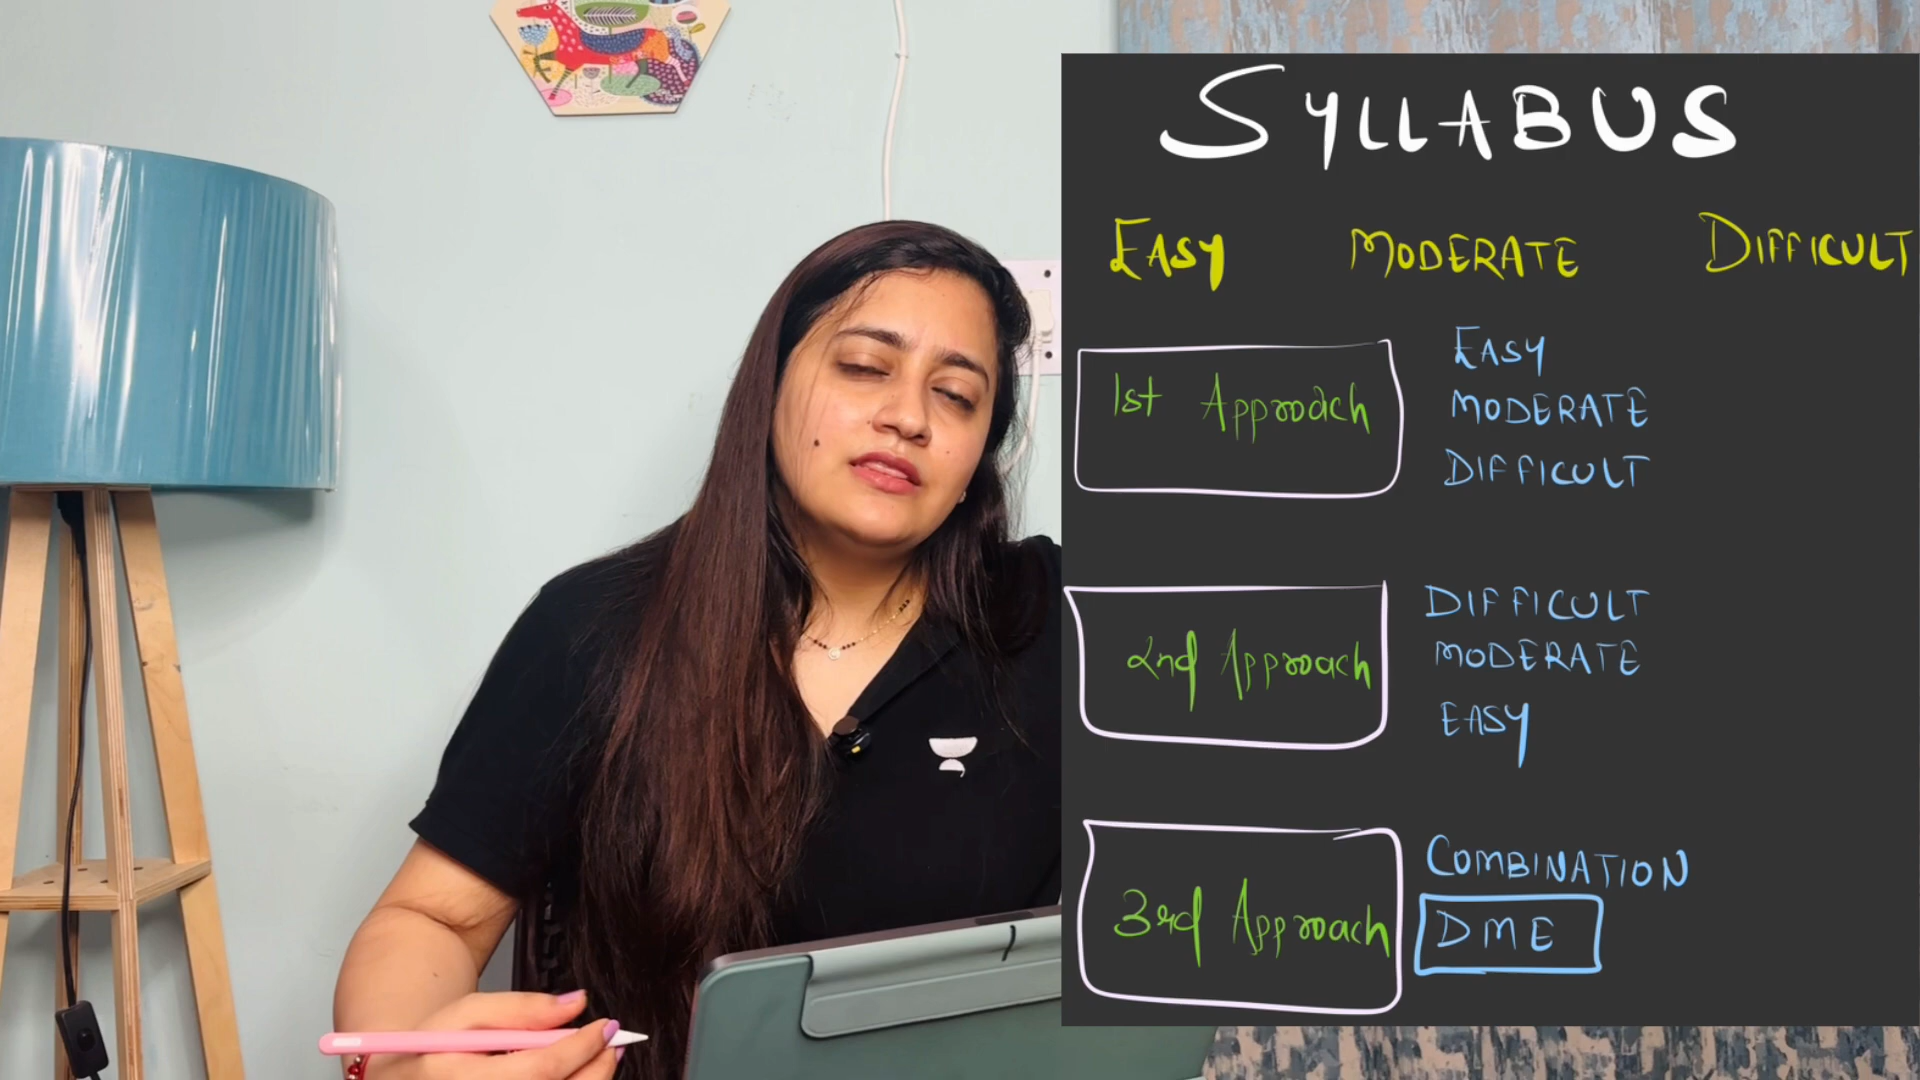 SYLLABUS
EASY MODERATE DIFFICULT
1st Approach
EASY
MODERATE
DIFFICULT
2nd Approach
DIFFICULT
MODERATE
EASY
3rd Approach
COMBINATION
DME